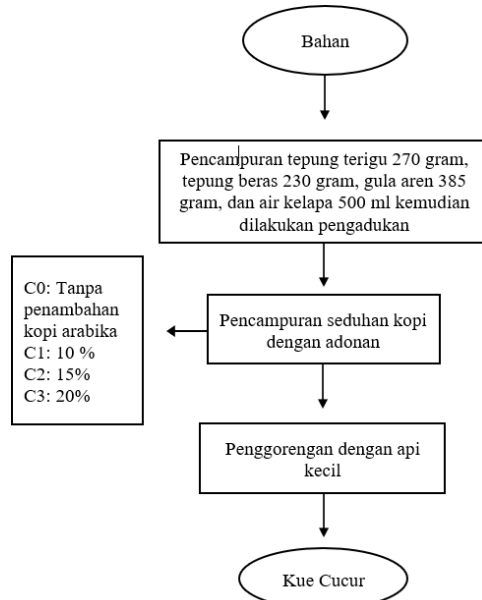 Bahan
Pencampuran tepung terigu 270 gram,
tepung beras 230 gram, gula aren 385
gram, dan air kelapa 500 ml kemudian
dilakukan pengadukan
C0: Tanpa
penambahan
kopi arabika
C1: 10 %
C2: 15%
C3: 20%
Pencampuran seduhan kopi
dengan adonan
Penggorengan dengan api
kecil
Kue Cucur